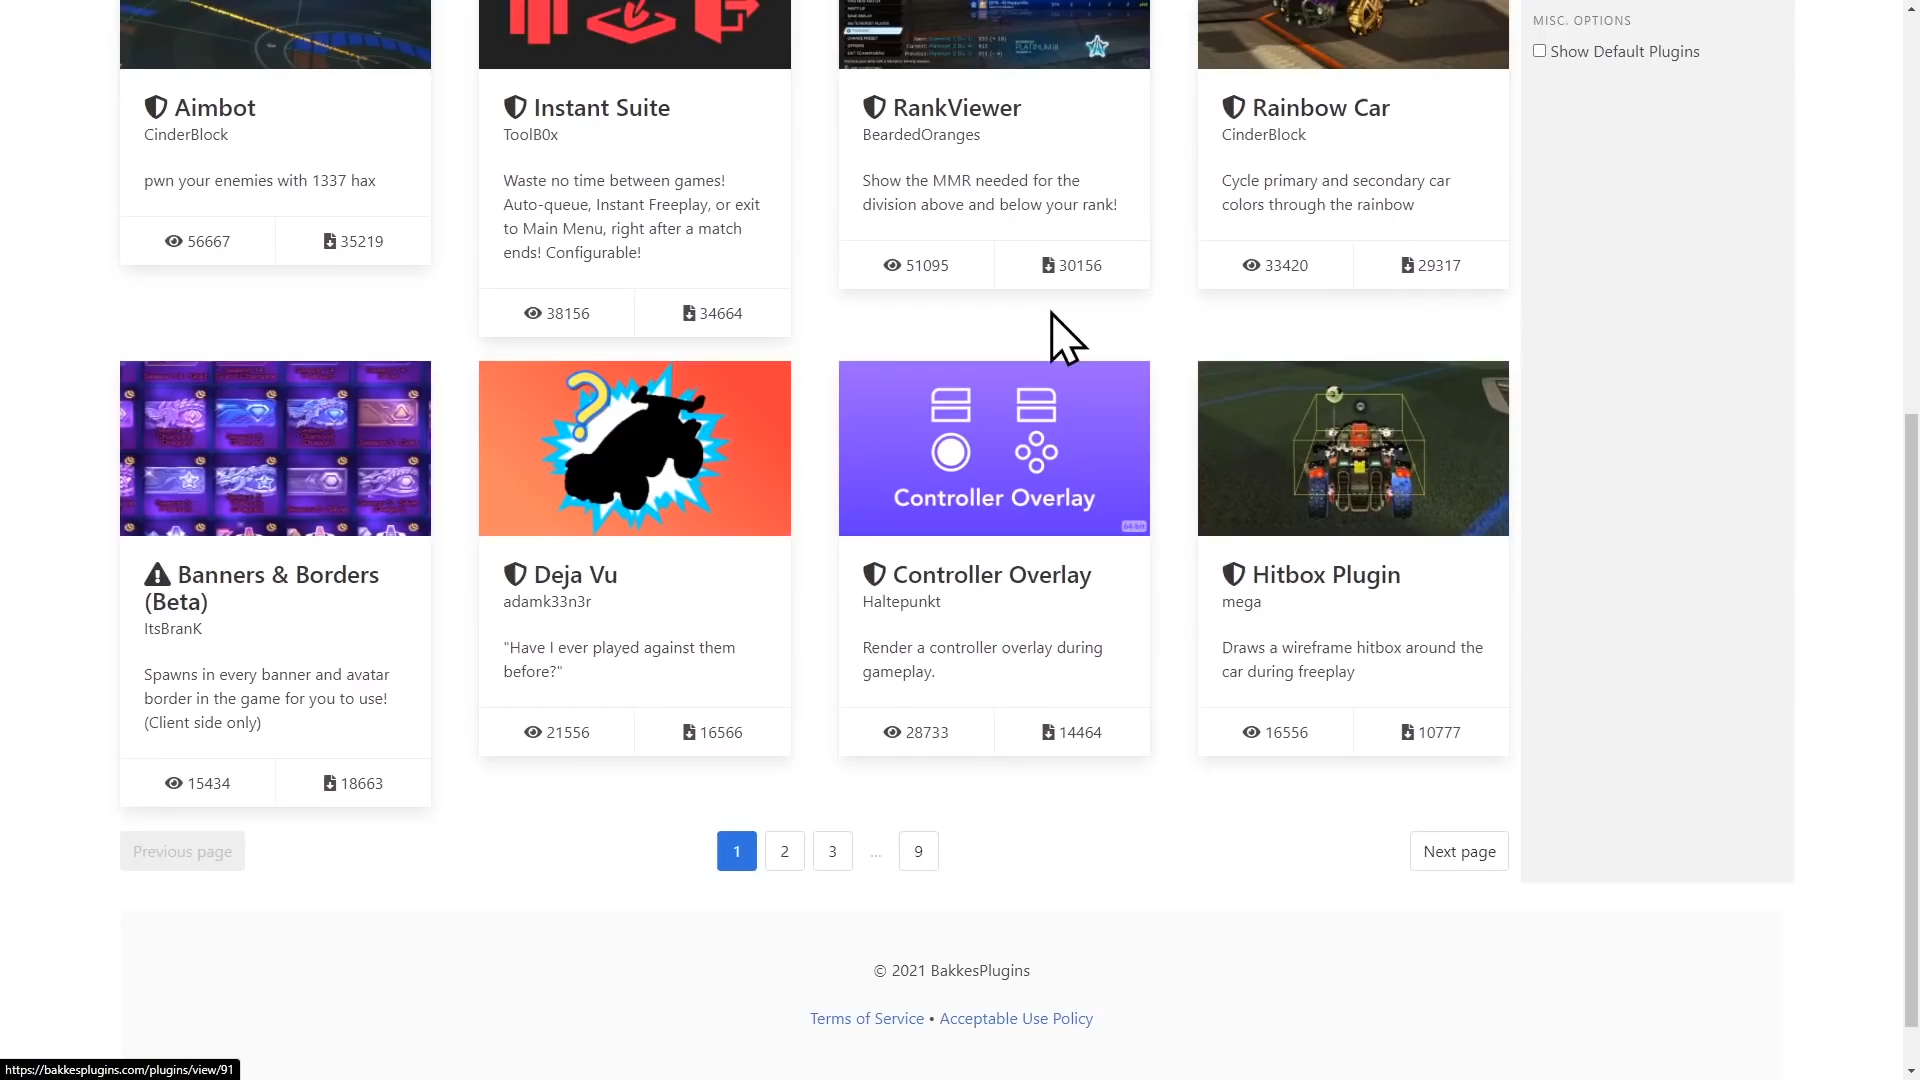 MISC. OPTIONS
Show Default Plugins
Aimbot
CinderBlock
pwn your enemies with 1337 hax
56667
35219
Instant Suite
ToolB0x
Waste no time between games!
Auto-queue, Instant Freeplay, or exit
to Main Menu, right after a match
ends! Configurable!
38156
34664
PLATINUM III
RankViewer
BeardedOranges
Show the MMR needed for the
division above and below your rank!
51095
30156
Rainbow Car
CinderBlock
Cycle primary and secondary car
colors through the rainbow
33420
29317
Banners & Borders
(Beta)
ItsBranK
Spawns in every banner and avatar
border in the game for you to use!
(Client side only)
15434
18663
?
Deja Vu
adamk33n3r
"Have I ever played against them
before?"
21556
16566
Controller Overlay
64-bit
Controller Overlay
Haltepunkt
Render a controller overlay during
gameplay.
28733
14464
Hitbox Plugin
mega
Draws a wireframe hitbox around the
car during freeplay
16556
10777
Previous page
1
2
3
...
9
Next page
© 2021 BakkesPlugins
Terms of Service • Acceptable Use Policy
https://bakkesplugins.com/plugins/view/91